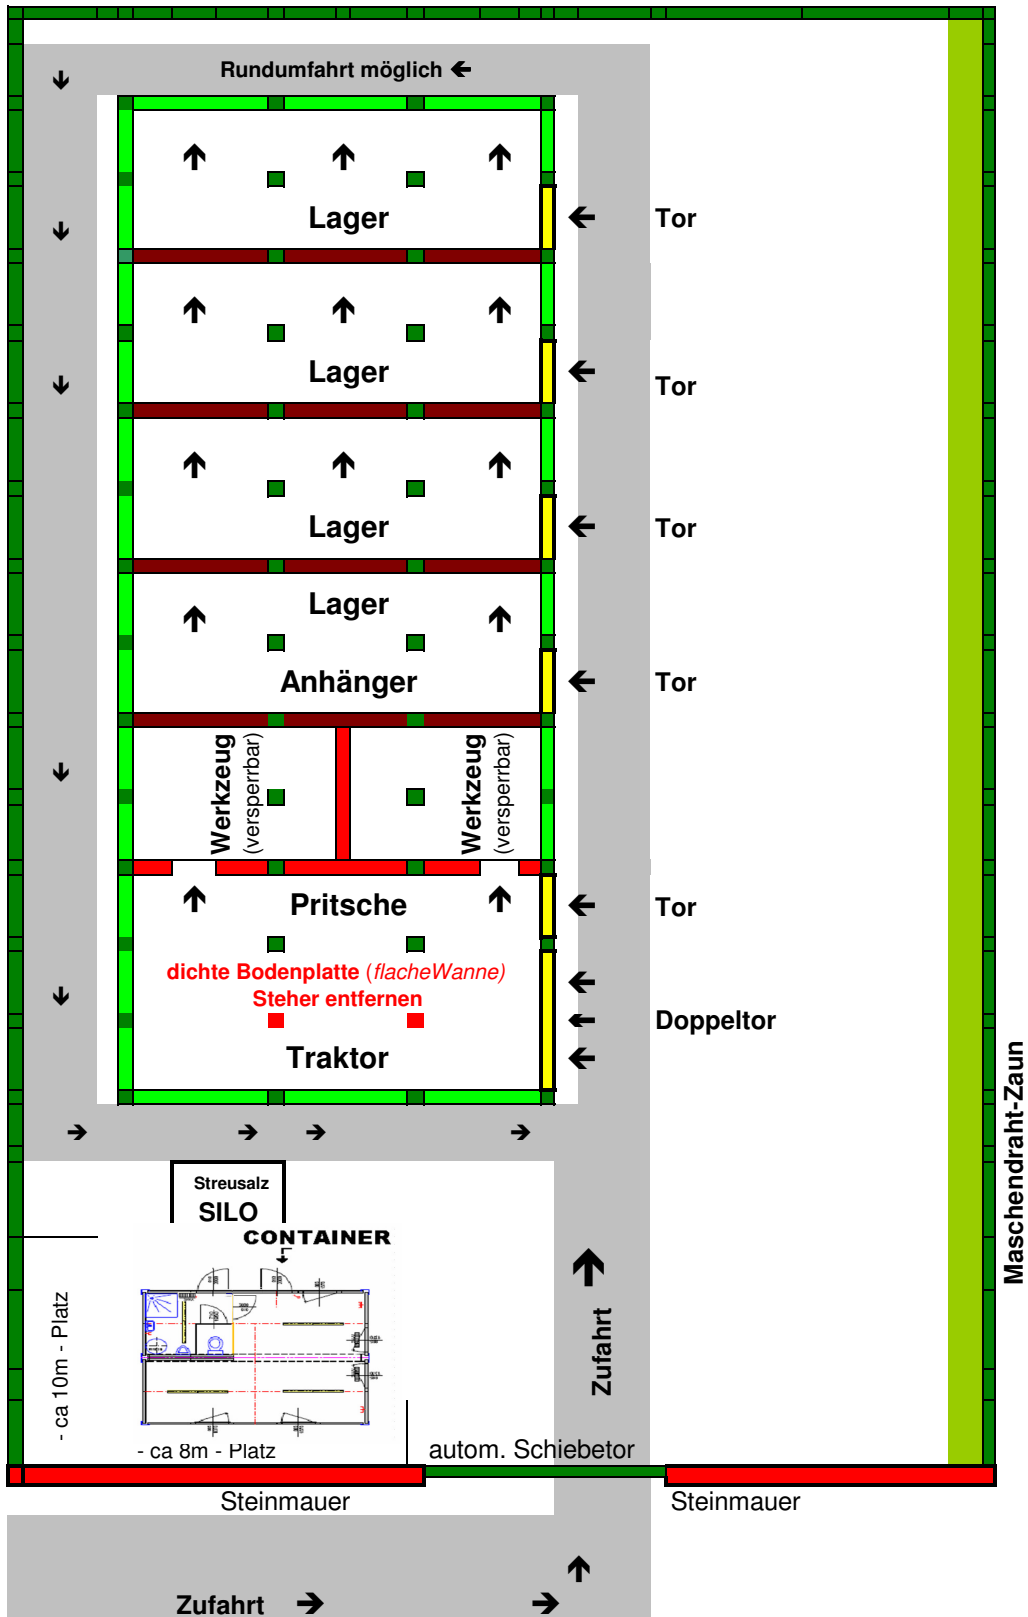 Rundumfahrt möglich
Lager
Tor
Lager
Tor
Lager
Tor
Lager
Anhänger
Tor
Werkzeug
(versperrbar)
Werkzeug
(versperrbar)
Pritsche
Tor
dichte Bodenplatte (flacheWanne)
Steher entfernen
Doppeltor
Traktor
Maschendraht-Zaun
Streusalz
SILO
CONTAINER
- ca 10m - Platz
Zufahrt
- ca 8m - Platz
autom. Schiebetor
Steinmauer
Steinmauer
Zufahrt